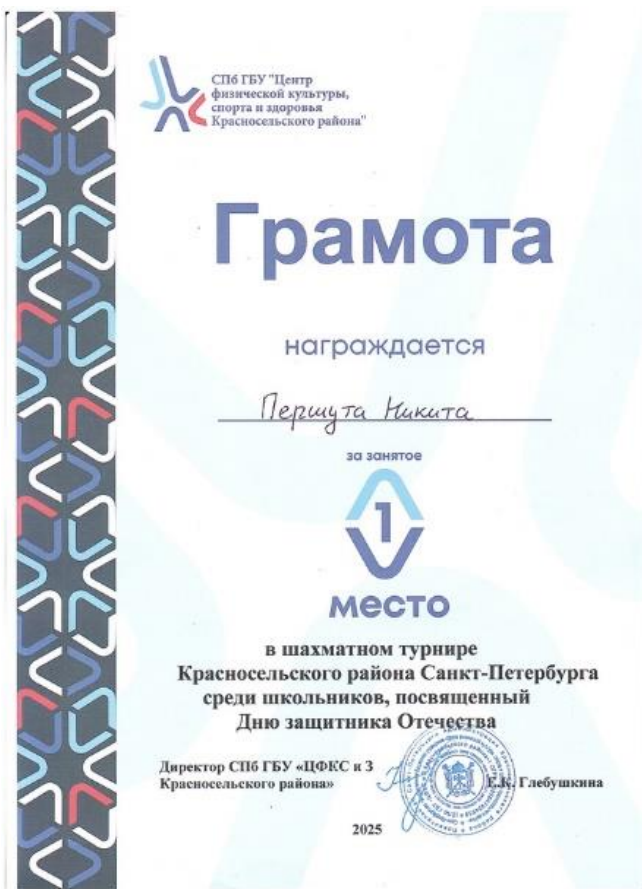 СПб ГБУ "Центр
физической культуры,
спорта и здоровья
Красносельского района"
Грамота
награждается
Першута Никита
за занятое
1
место
в шахматном турнире
Красносельского района Санкт-Петербурга
среди школьников, посвященный
Дню защитника Отечества
Директор СПб ГБУ «ЦФКС и З
Красносельского района»
Е.К. Глебушкина
2025